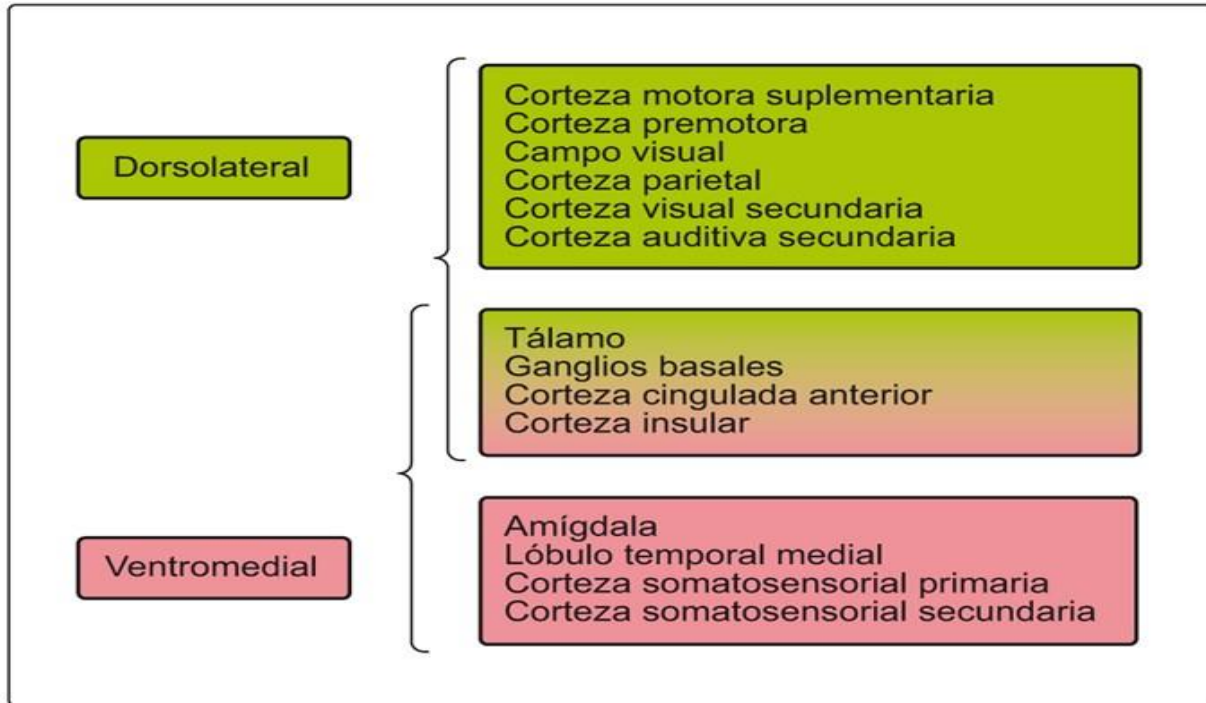 Dorsolateral
Corteza motora suplementaria
Corteza premotora
Campo visual
Corteza parietal
Corteza visual secundaria
Corteza auditiva secundaria
Tálamo
Ganglios basales
Corteza cingulada anterior
Corteza insular
Ventromedial
Amígdala
Lóbulo temporal medial
Corteza somatosensorial primaria
Corteza somatosensorial secundaria